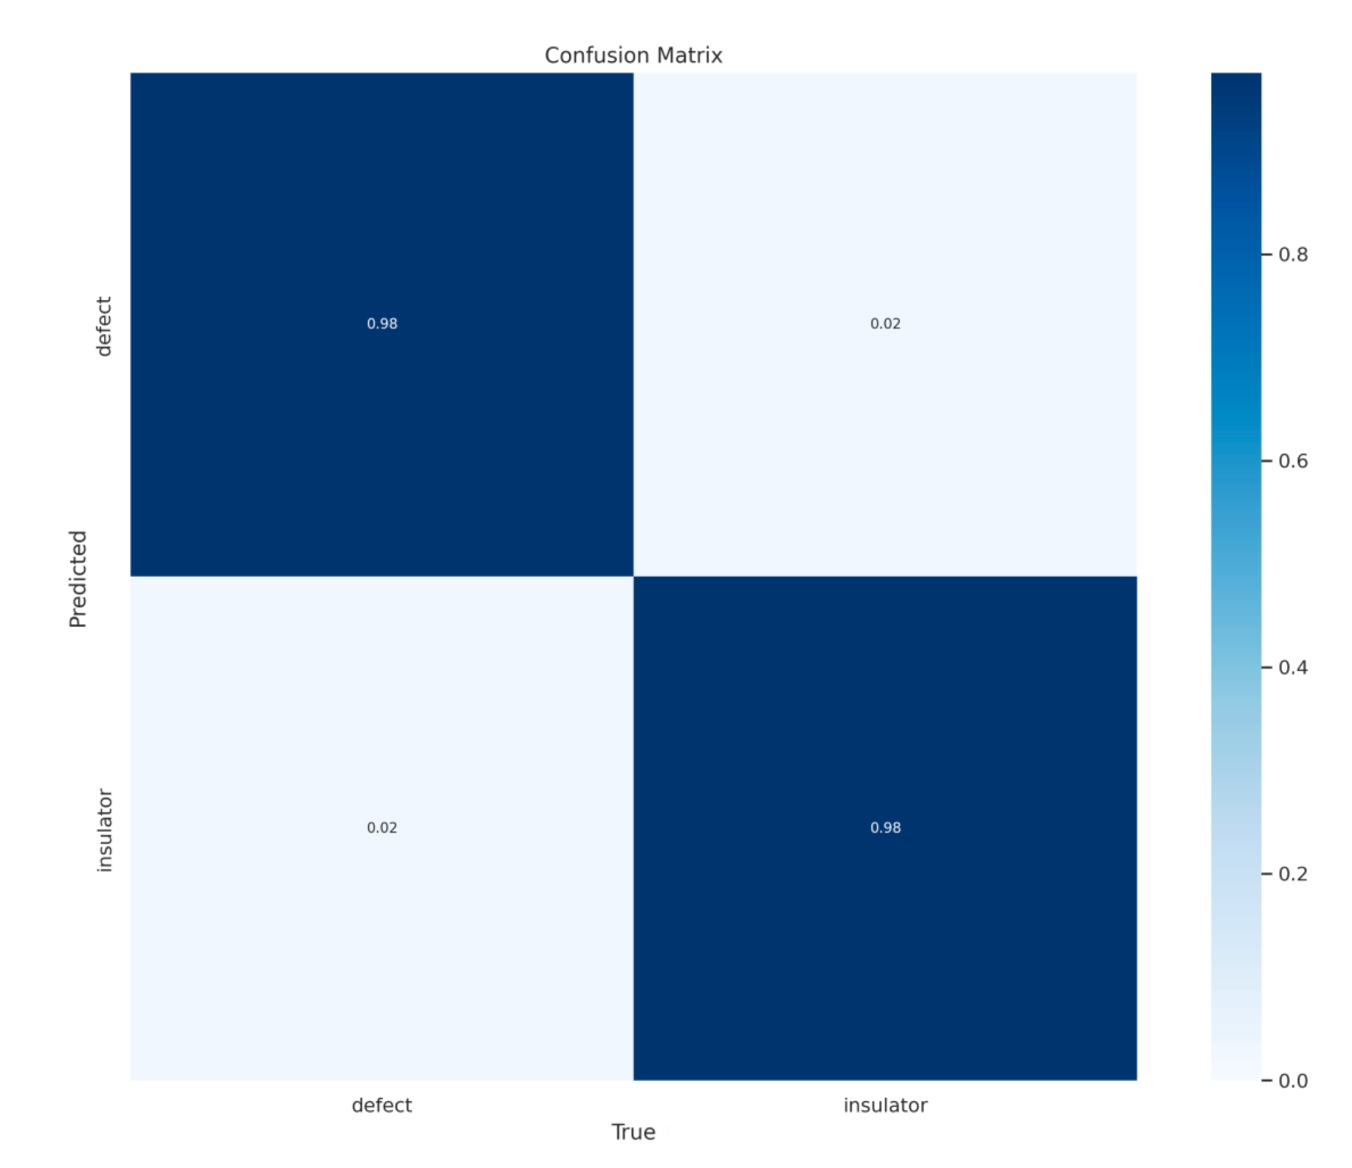 Confusion Matrix
defect
0.98
0.02
Predicted
insulator
0.02
0.98
defect
insulator
True
0.8
0.6
0.4
0.2
0.0